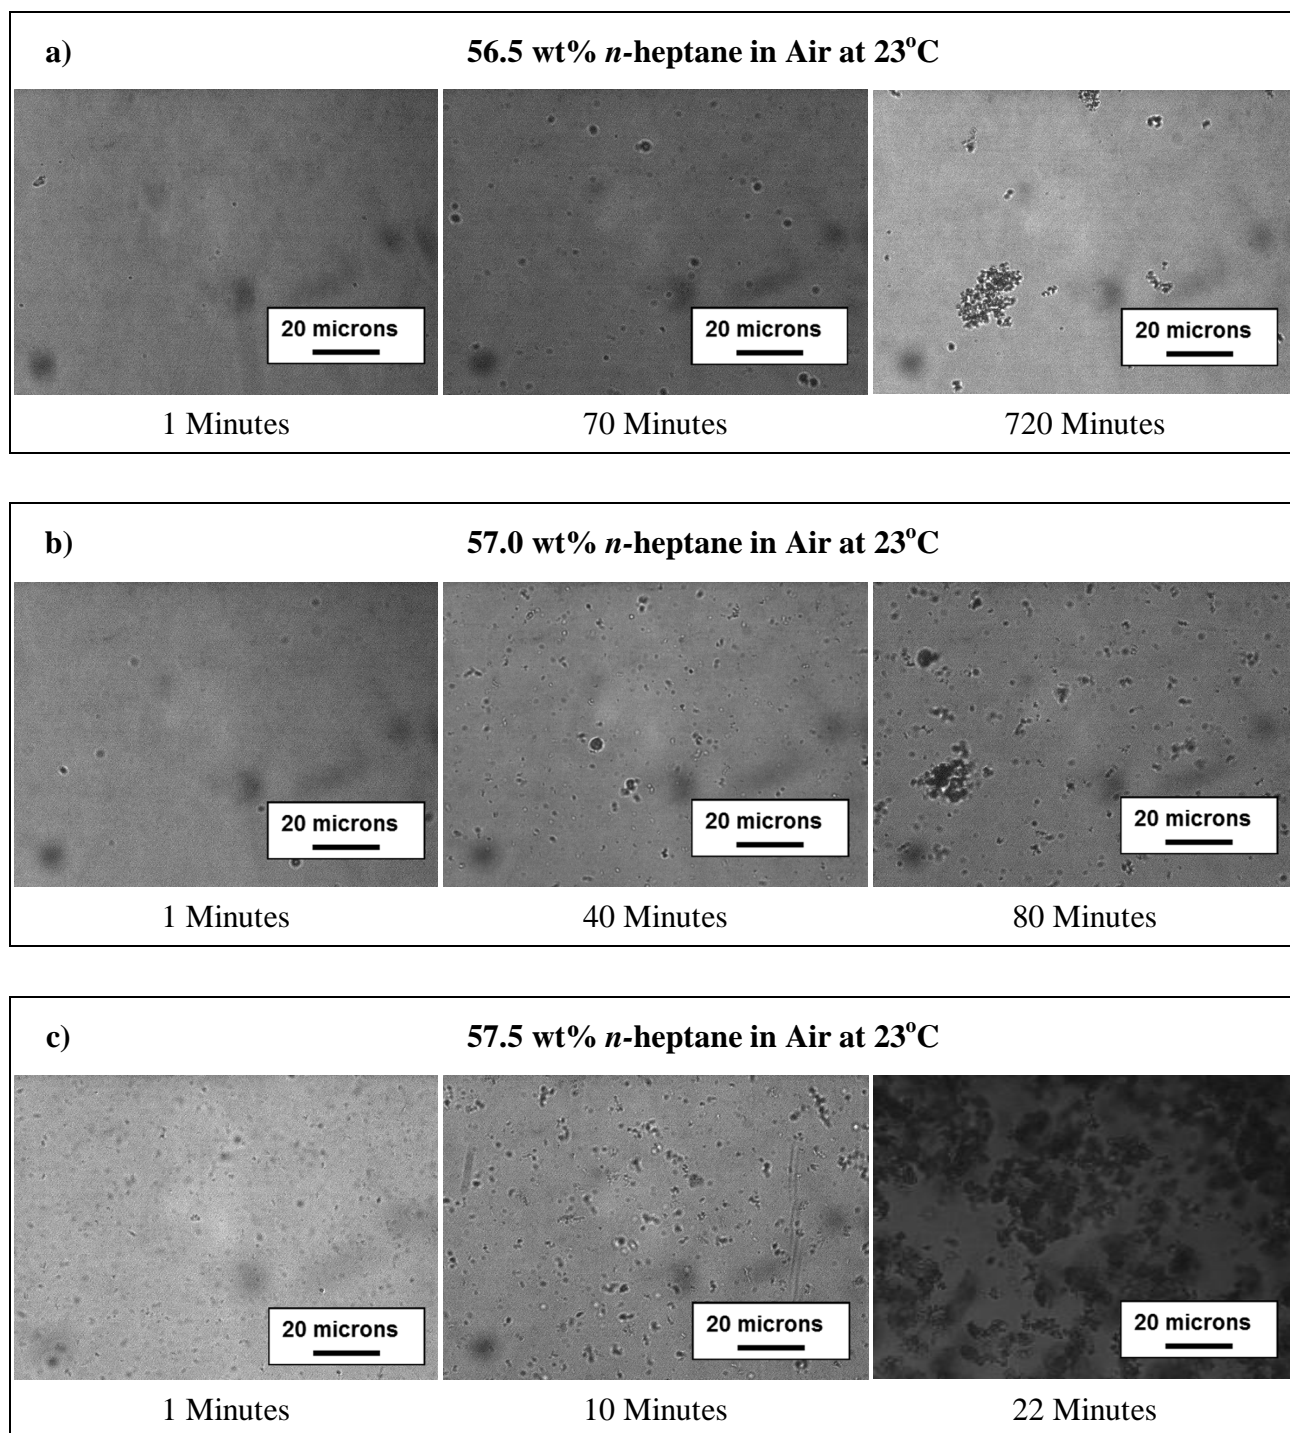 a) 56.5 wt% n-heptane in Air at 23°C
20 microns 20 microns 20 microns
1 Minutes 70 Minutes 720 Minutes
b) 57.0 wt% n-heptane in Air at 23°C
20 microns 20 microns 20 microns
1 Minutes 40 Minutes 80 Minutes
c) 57.5 wt% n-heptane in Air at 23°C
20 microns 20 microns 20 microns
1 Minutes 10 Minutes 22 Minutes